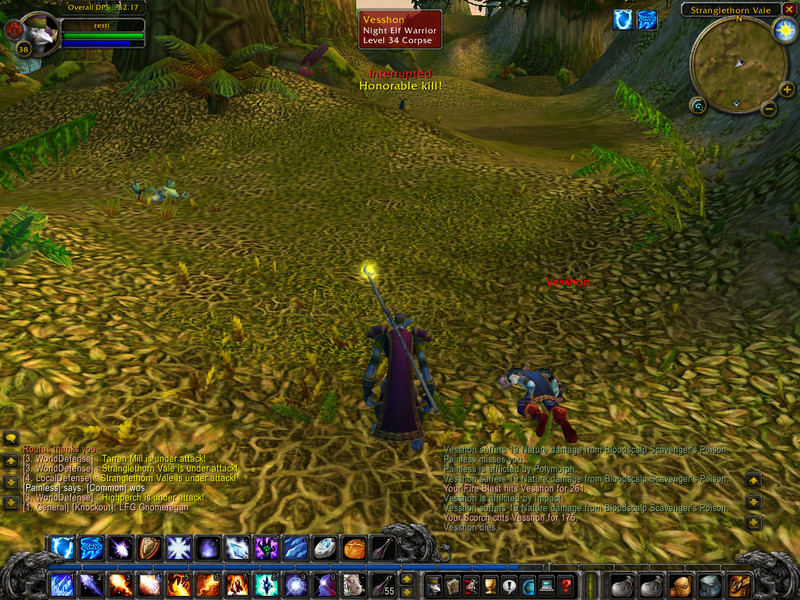 Overall DPS : 32.17
resti
38
Vesshon
Night Elf Warrior
Level 34 Corpse
Stranglethorn Vale
N
Interrupted
Honorable kill!
Vesshon
Roufus thanks you.
[3. WorldDefense] : Tarren Mill is under attack!
[3. WorldDefense] : Stranglethorn Vale is under attack!
[4. LocalDefense] : Stranglethorn Vale is under attack!
[Painless] says: [Common] wos
[3. WorldDefense] : Highperch is under attack!
[1. General] [Knockout]: LFG Gnomeregan
Vesshon suffers 19 Nature damage from Bloodscalp Scavenger's Poison.
Painless misses you.
Painless is afflicted by Polymorph.
Vesshon suffers 19 Nature damage from Bloodscalp Scavenger's Poison.
Your Fire Blast hits Vesshon for 261.
Vesshon is afflicted by Impact.
Vesshon suffers 19 Nature damage from Bloodscalp Scavenger's Poison.
Your Scorch crits Vesshon for 176.
Vesshon dies.
55